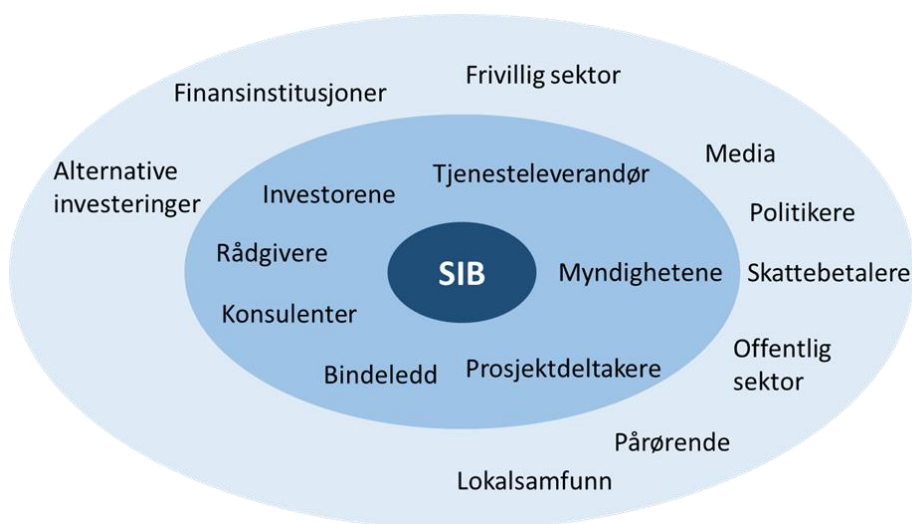 Frivillig sektor
Finansinstitusjoner
Media
Alternative
investeringer
Tjenesteleverandør
Investorene
Politikere
Rådgivere
SIB
Myndighetene
Skattebetalere
Konsulenter
Offentlig
sektor
Bindeledd
Prosjektdeltakere
Pårørende
Lokalsamfunn